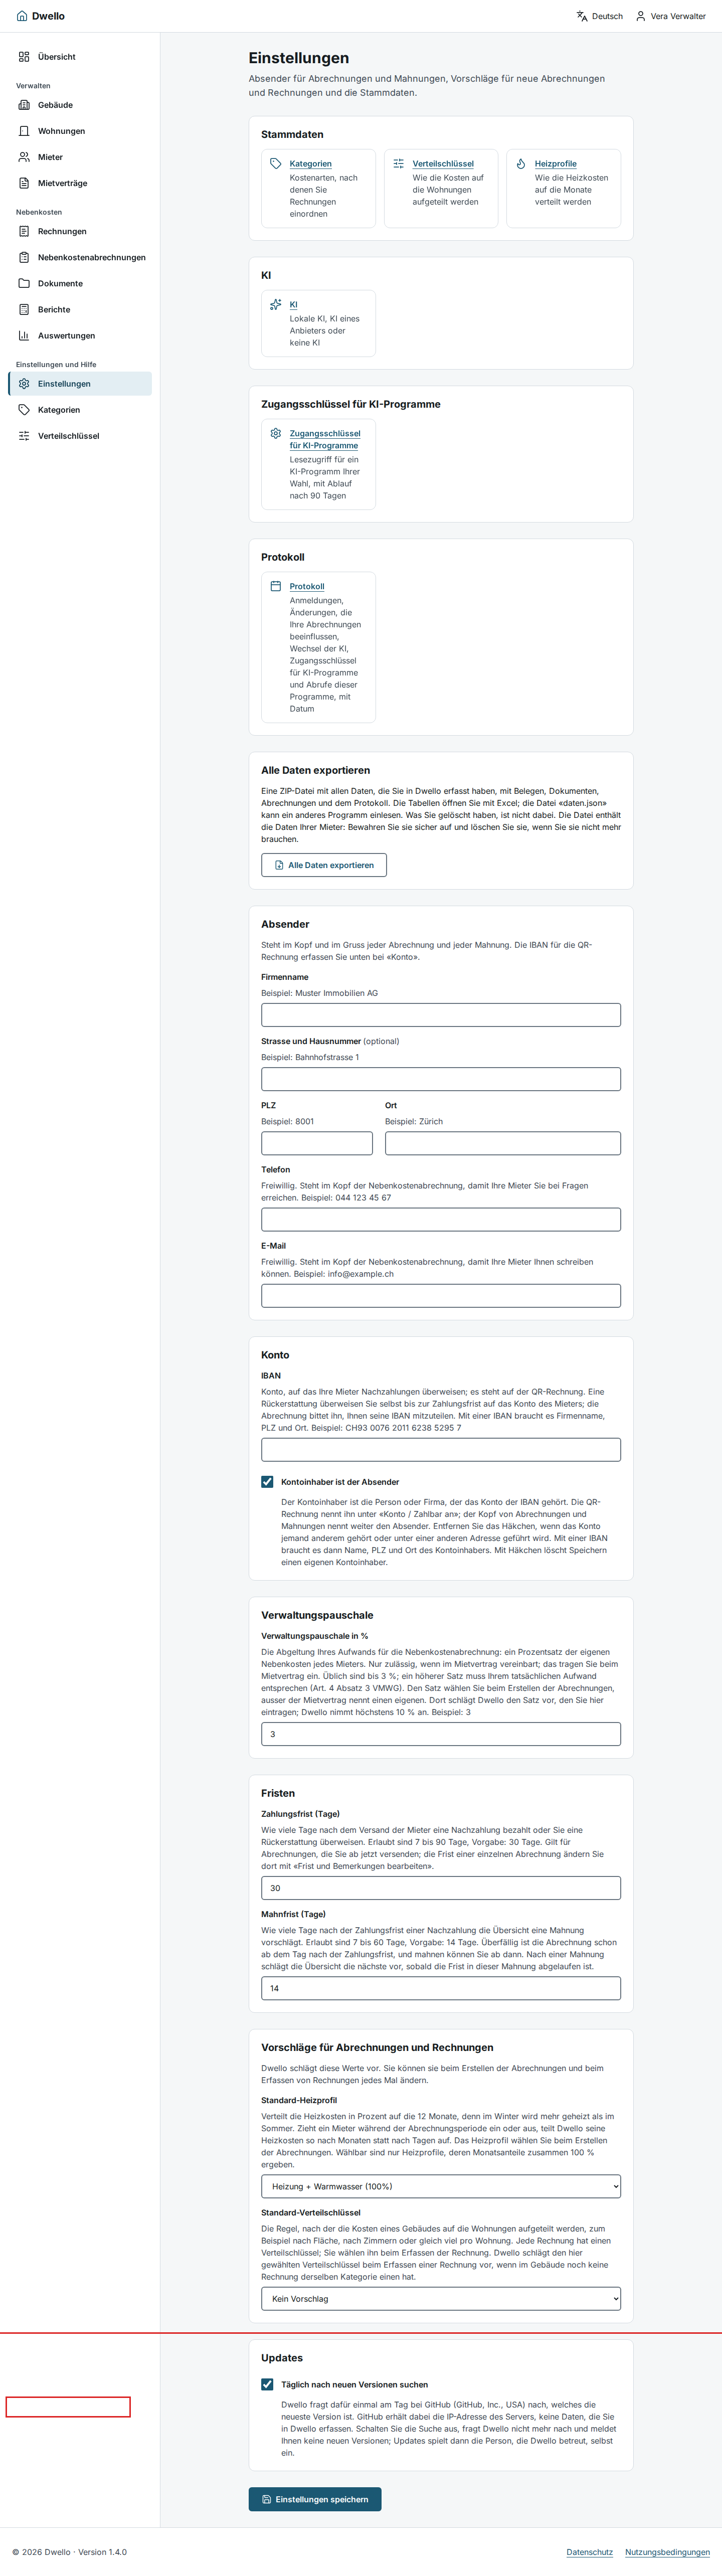 Dwello
Deutsch
Vera Verwalter
Übersicht
Verwalten
Gebäude
Wohnungen
Mieter
Mietverträge
Nebenkosten
Rechnungen
Nebenkostenabrechnungen
Dokumente
Berichte
Auswertungen
Einstellungen und Hilfe
Einstellungen
Kategorien
Verteilschlüssel
Einstellungen
Absender für Abrechnungen und Mahnungen, Vorschläge für neue Abrechnungen
und Rechnungen und die Stammdaten.
Stammdaten
Kategorien
Kostenarten, nach
denen Sie
Rechnungen
einordnen
Verteilschlüssel
Wie die Kosten auf
die Wohnungen
aufgeteilt werden
Heizprofile
Wie die Heizkosten
auf die Monate
verteilt werden
KI
KI
Lokale KI, KI eines
Anbieters oder
keine KI
Zugangsschlüssel für KI-Programme
Zugangsschlüssel
für KI-Programme
Lesezugriff für ein
KI-Programm Ihrer
Wahl, mit Ablauf
nach 90 Tagen
Protokoll
Protokoll
Anmeldungen,
Änderungen, die
Ihre Abrechnungen
beeinflussen,
Wechsel der KI,
Zugangsschlüssel
für KI-Programme
und Abrufe dieser
Programme, mit
Datum
Alle Daten exportieren
Eine ZIP-Datei mit allen Daten, die Sie in Dwello erfasst haben, mit Belegen, Dokumenten,
Abrechnungen und dem Protokoll. Die Tabellen öffnen Sie mit Excel; die Datei «daten.json»
kann ein anderes Programm einlesen. Was Sie gelöscht haben, ist nicht dabei. Die Datei enthält
die Daten Ihrer Mieter: Bewahren Sie sie sicher auf und löschen Sie sie, wenn Sie sie nicht mehr
brauchen.
Alle Daten exportieren
Absender
Steht im Kopf und im Gruss jeder Abrechnung und jeder Mahnung. Die IBAN für die QR-
Rechnung erfassen Sie unten bei «Konto».
Firmenname
Beispiel: Muster Immobilien AG
Strasse und Hausnummer (optional)
Beispiel: Bahnhofstrasse 1
PLZ
Beispiel: 8001
Ort
Beispiel: Zürich
Telefon
Freiwillig. Steht im Kopf der Nebenkostenabrechnung, damit Ihre Mieter Sie bei Fragen
erreichen. Beispiel: 044 123 45 67
E-Mail
Freiwillig. Steht im Kopf der Nebenkostenabrechnung, damit Ihre Mieter Ihnen schreiben
können. Beispiel: info@example.ch
Konto
IBAN
Konto, auf das Ihre Mieter Nachzahlungen überweisen; es steht auf der QR-Rechnung. Eine
Rückerstattung überweisen Sie selbst bis zur Zahlungsfrist auf das Konto des Mieters; die
Abrechnung bittet ihn, Ihnen seine IBAN mitzuteilen. Mit einer IBAN braucht es Firmenname,
PLZ und Ort. Beispiel: CH93 0076 2011 6238 5295 7
Kontoinhaber ist der Absender
Der Kontoinhaber ist die Person oder Firma, der das Konto der IBAN gehört. Die QR-
Rechnung nennt ihn unter «Konto / Zahlbar an»; der Kopf von Abrechnungen und
Mahnungen nennt weiter den Absender. Entfernen Sie das Häkchen, wenn das Konto
jemand anderem gehört oder unter einer anderen Adresse geführt wird. Mit einer IBAN
braucht es dann Name, PLZ und Ort des Kontoinhabers. Mit Häkchen löscht Speichern
einen eigenen Kontoinhaber.
Verwaltungspauschale
Verwaltungspauschale in %
Die Abgeltung Ihres Aufwands für die Nebenkostenabrechnung: ein Prozentsatz der eigenen
Nebenkosten jedes Mieters. Nur zulässig, wenn im Mietvertrag vereinbart; das tragen Sie beim
Mietvertrag ein. Üblich sind bis 3 %; ein höherer Satz muss Ihrem tatsächlichen Aufwand
entsprechen (Art. 4 Absatz 3 VMWG). Den Satz wählen Sie beim Erstellen der Abrechnungen,
ausser der Mietvertrag nennt einen eigenen. Dort schlägt Dwello den Satz vor, den Sie hier
eintragen; Dwello nimmt höchstens 10 % an. Beispiel: 3
3
Fristen
Zahlungsfrist (Tage)
Wie viele Tage nach dem Versand der Mieter eine Nachzahlung bezahlt oder Sie eine
Rückerstattung überweisen. Erlaubt sind 7 bis 90 Tage, Vorgabe: 30 Tage. Gilt für
Abrechnungen, die Sie ab jetzt versenden; die Frist einer einzelnen Abrechnung ändern Sie
dort mit «Frist und Bemerkungen bearbeiten».
30
Mahnfrist (Tage)
Wie viele Tage nach der Zahlungsfrist einer Nachzahlung die Übersicht eine Mahnung
vorschlägt. Erlaubt sind 7 bis 60 Tage, Vorgabe: 14 Tage. Überfällig ist die Abrechnung schon
ab dem Tag nach der Zahlungsfrist, und mahnen können Sie ab dann. Nach einer Mahnung
schlägt die Übersicht die nächste vor, sobald die Frist in dieser Mahnung abgelaufen ist.
14
Vorschläge für Abrechnungen und Rechnungen
Dwello schlägt diese Werte vor. Sie können sie beim Erstellen der Abrechnungen und beim
Erfassen von Rechnungen jedes Mal ändern.
Standard-Heizprofil
Verteilt die Heizkosten in Prozent auf die 12 Monate, denn im Winter wird mehr geheizt als im
Sommer. Zieht ein Mieter während der Abrechnungsperiode ein oder aus, teilt Dwello seine
Heizkosten so nach Monaten statt nach Tagen auf. Das Heizprofil wählen Sie beim Erstellen
der Abrechnungen. Wählbar sind nur Heizprofile, deren Monatsanteile zusammen 100 %
ergeben.
Heizung + Warmwasser (100%)
Standard-Verteilschlüssel
Die Regel, nach der die Kosten eines Gebäudes auf die Wohnungen aufgeteilt werden, zum
Beispiel nach Fläche, nach Zimmern oder gleich viel pro Wohnung. Jede Rechnung hat einen
Verteilschlüssel; Sie wählen ihn beim Erfassen der Rechnung. Dwello schlägt den hier
gewählten Verteilschlüssel beim Erfassen einer Rechnung vor, wenn im Gebäude noch keine
Rechnung derselben Kategorie einen hat.
Kein Vorschlag
Updates
Täglich nach neuen Versionen suchen
Dwello fragt dafür einmal am Tag bei GitHub (GitHub, Inc., USA) nach, welches die
neueste Version ist. GitHub erhält dabei die IP-Adresse des Servers, keine Daten, die Sie
in Dwello erfassen. Schalten Sie die Suche aus, fragt Dwello nicht mehr nach und meldet
Ihnen keine neuen Versionen; Updates spielt dann die Person, die Dwello betreut, selbst
ein.
Einstellungen speichern
© 2026 Dwello · Version 1.4.0
Datenschutz
Nutzungsbedingungen